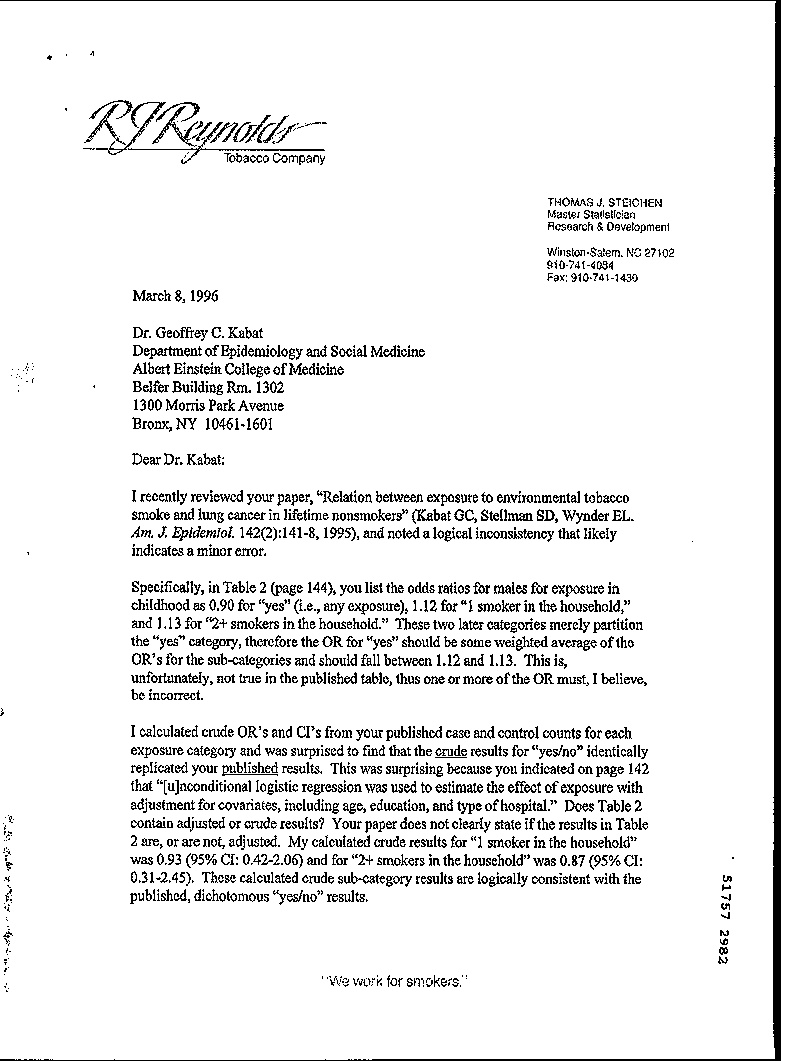 RJReynolds
Tobacco Company
THOMAS J. STEICHEN
Master Statistician
Research & Development
Winston-Salem, NC 27102
910-741-4084
Fax: 910-741-1430
March 8, 1996
Dr. Geoffrey C. Kabat
Department of Epidemiology and Social Medicine
Albert Einstein College of Medicine
Belfer Building Rm. 1302
1300 Morris Park Avenue
Bronx, NY 10461-1601
Dear Dr. Kabat:
I recently reviewed your paper, “Relation between exposure to environmental tobacco
smoke and lung cancer in lifetime nonsmokers” (Kabat GC, Stellman SD, Wynder EL.
Am. J. Epidemiol. 142(2):141-8, 1995), and noted a logical inconsistency that likely
indicates a minor error.
Specifically, in Table 2 (page 144), you list the odds ratios for males for exposure in
childhood as 0.90 for “yes” (i.e., any exposure), 1.12 for “1 smoker in the household,”
and 1.13 for “2+ smokers in the household.” These two later categories merely partition
the “yes” category, therefore the OR for “yes” should be some weighted average of the
OR’s for the sub-categories and should fall between 1.12 and 1.13. This is,
unfortunately, not true in the published table, thus one or more of the OR must, I believe,
be incorrect.
I calculated crude OR’s and CI’s from your published case and control counts for each
exposure category and was surprised to find that the crude results for “yes/no” identically
replicated your published results. This was surprising because you indicated on page 142
that “[u]nconditional logistic regression was used to estimate the effect of exposure with
adjustment for covariates, including age, education, and type of hospital.” Does Table 2
contain adjusted or crude results? Your paper does not clearly state if the results in Table
2 are, or are not, adjusted. My calculated crude results for “1 smoker in the household”
was 0.93 (95% CI: 0.42-2.06) and for “2+ smokers in the household” was 0.87 (95% CI:
0.31-2.45). These calculated crude sub-category results are logically consistent with the
published, dichotomous “yes/no” results.
51757 2982
“We work for smokers.”